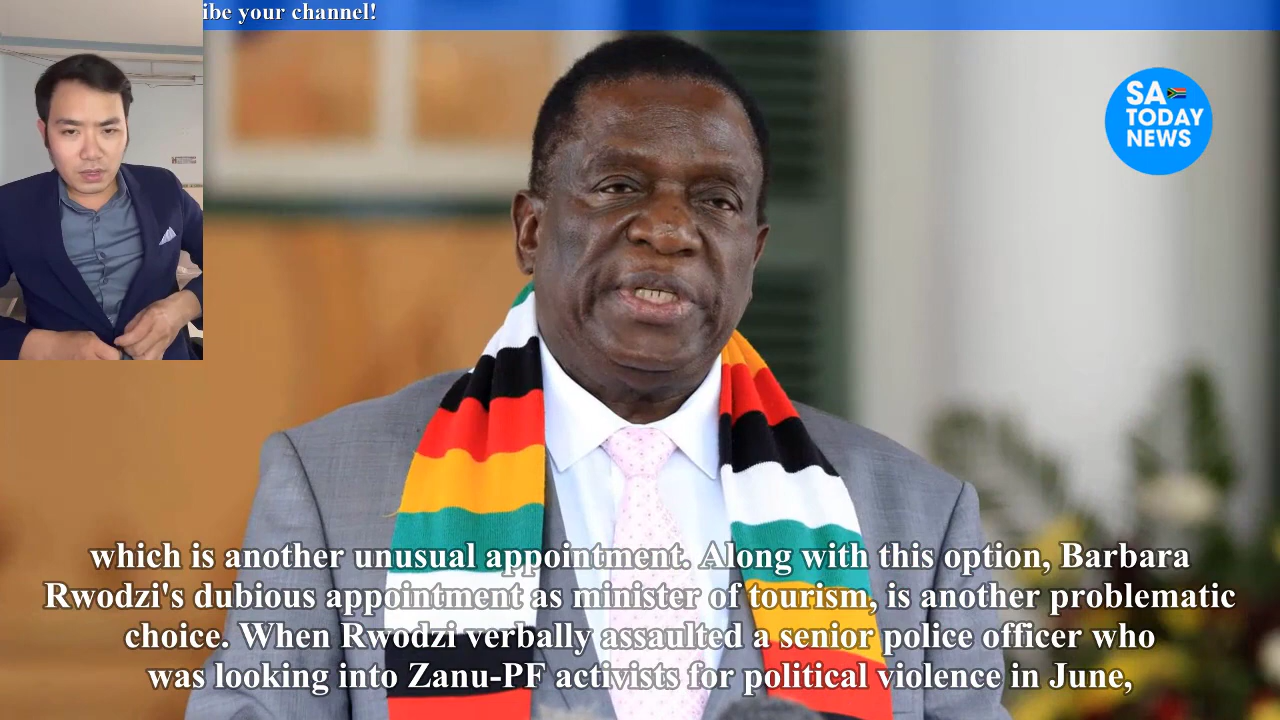 ibe your channel!
SA
TODAY
NEWS
which is another unusual appointment. Along with this option, Barbara
Rwodzi's dubious appointment as minister of tourism, is another problematic
choice. When Rwodzi verbally assaulted a senior police officer who
was looking into Zanu-PF activists for political violence in June,